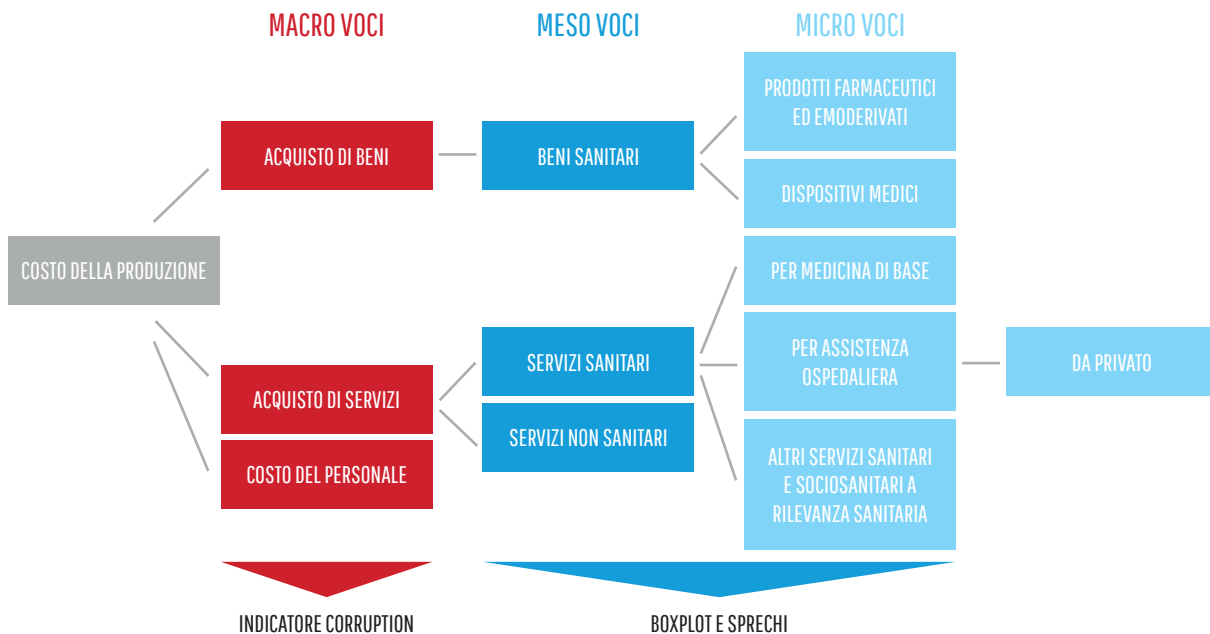 MACRO VOCI
MESO VOCI
MICRO VOCI
PRODOTTI FARMACEUTICI
ED EMODERIVATI
ACQUISTO DI BENI
BENI SANITARI
DISPOSITIVI MEDICI
COSTO DELLA PRODUZIONE
PER MEDICINA DI BASE
SERVIZI SANITARI
PER ASSISTENZA
OSPEDALIERA
DA PRIVATO
ACQUISTO DI SERVIZI
SERVIZI NON SANITARI
COSTO DEL PERSONALE
ALTRI SERVIZI SANITARI
E SOCIOSANITARI A
RILEVANZA SANITARIA
INDICATORE CORRUPTION
BOXPLOT E SPRECHI